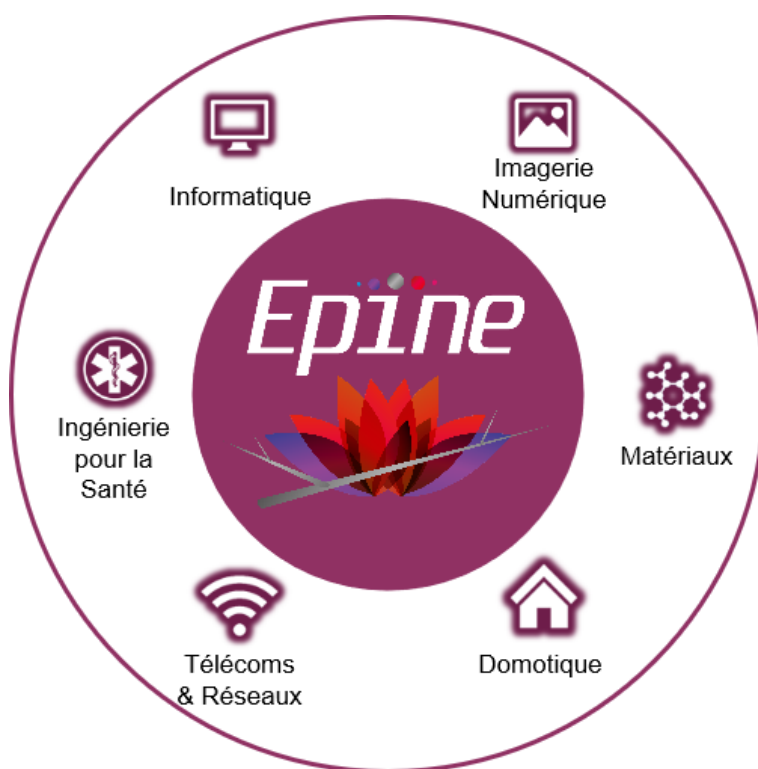 Informatique
Imagerie
Numérique
Epine
Ingénierie
pour la
Santé
Matériaux
Télécoms
& Réseaux
Domotique